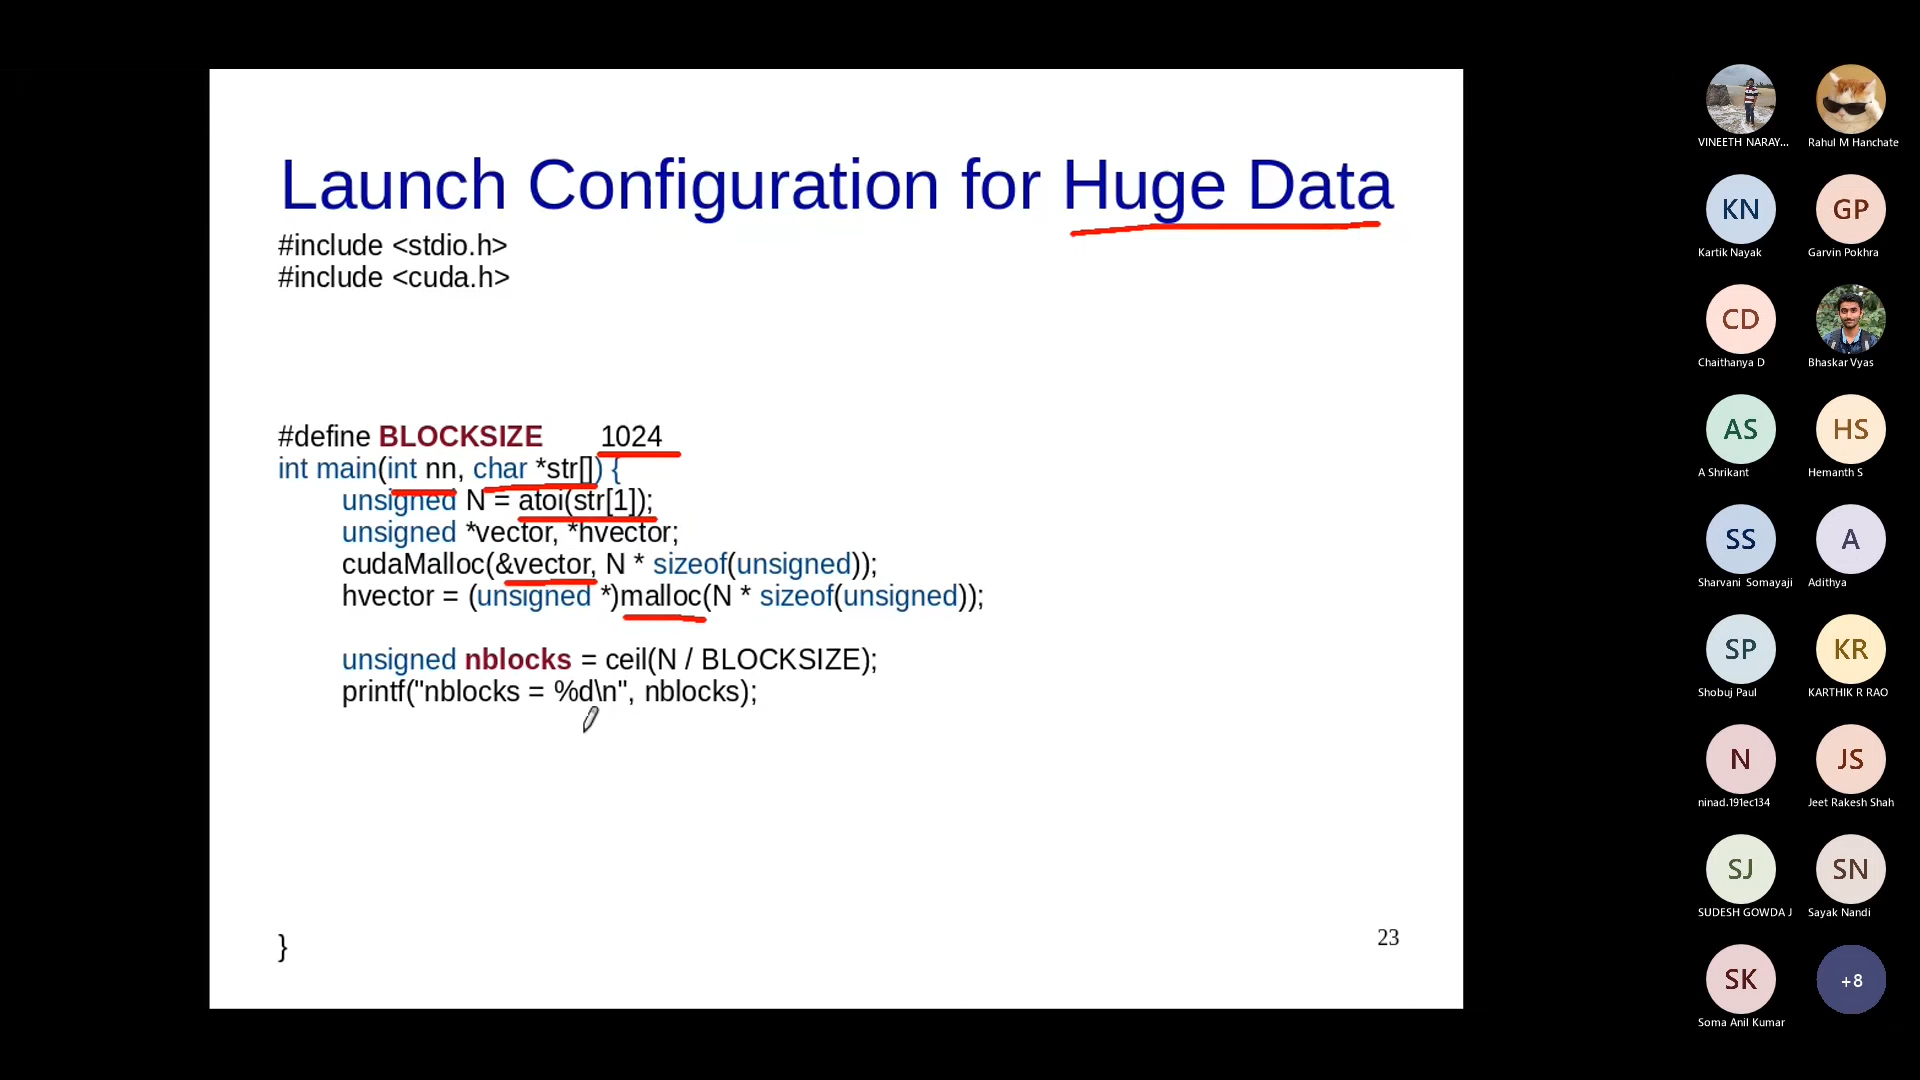 Launch Configuration for Huge Data
#include <stdio.h>
#include <cuda.h>
#define BLOCKSIZE 1024
int main(int nn, char *str[]) {
unsigned N = atoi(str[1]);
unsigned *vector, *hvector;
cudaMalloc(&vector, N * sizeof(unsigned));
hvector = (unsigned *)malloc(N * sizeof(unsigned));
unsigned nblocks = ceil(N / BLOCKSIZE);
printf("nblocks = %d\n", nblocks);
}
23
VINEETH NARAY...
Rahul M Hanchate
KN
GP
Kartik Nayak
Garvin Pokhra
CD
Chaithanya D
Bhaskar Vyas
AS
HS
A Shrikant
Hemanth S
SS
A
Sharvani Somayaji
Adithya
SP
KR
Shobuj Paul
KARTHIK R RAO
N
JS
ninad.191ec134
Jeet Rakesh Shah
SJ
SN
SUDESH GOWDA J
Sayak Nandi
SK
+8
Soma Anil Kumar